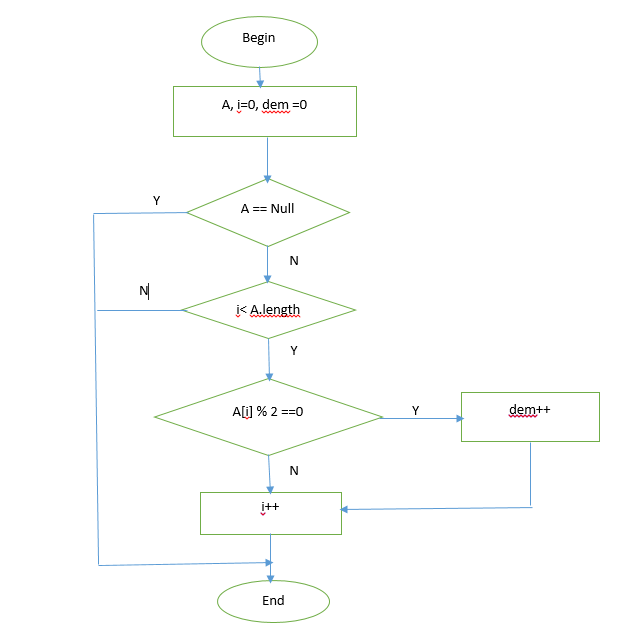 Begin
A, i=0, dem =0
Y
A == Null
N
N
i< A.length
Y
A[i] % 2 ==0
Y
dem++
N
i++
End